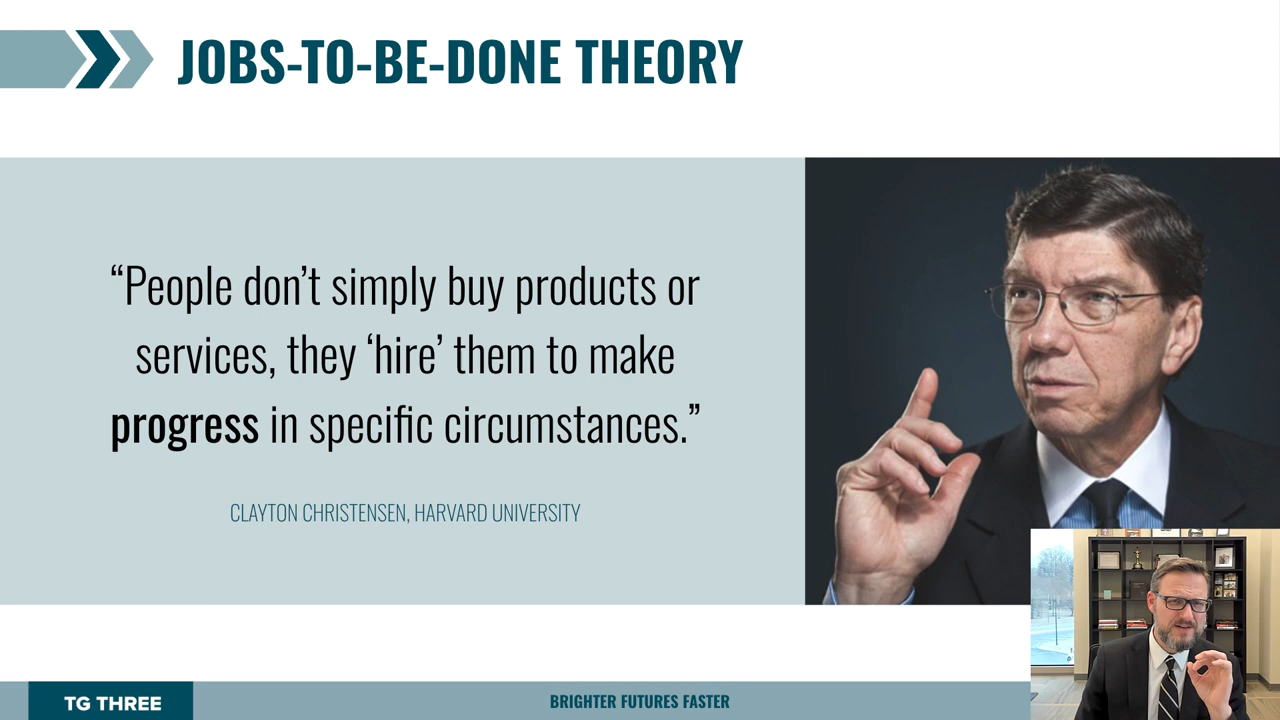 JOBS-TO-BE-DONE THEORY
“People don’t simply buy products or
services, they ‘hire’ them to make
progress in specific circumstances.”
CLAYTON CHRISTENSEN, HARVARD UNIVERSITY
TG THREE
BRIGHTER FUTURES FASTER